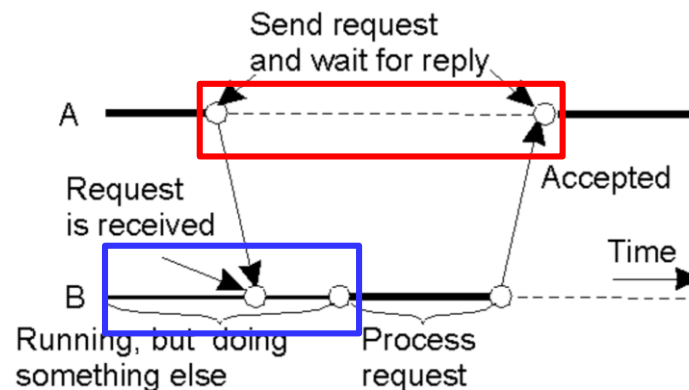 Send request
and wait for reply
A
Accepted
Request
is received
Time
B
Running, but doing
something else
Process
request